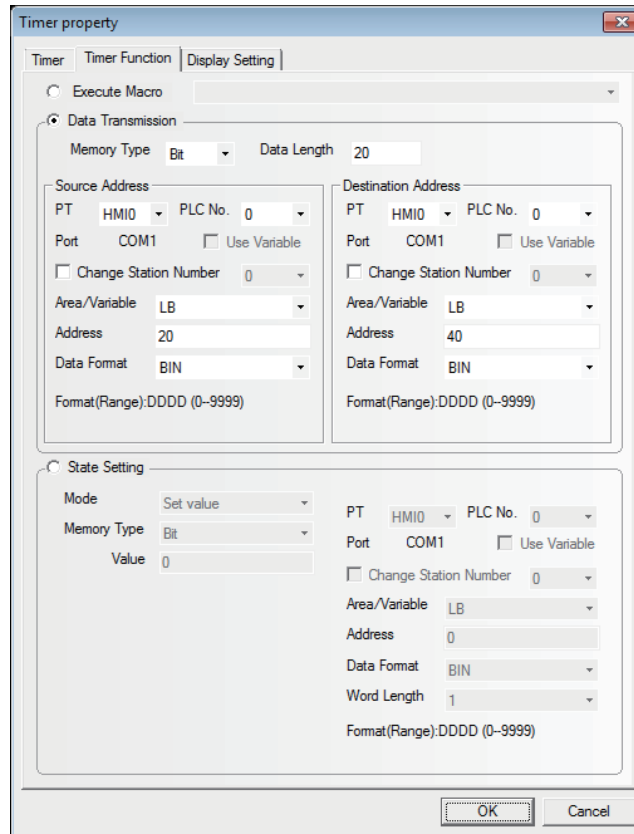 Timer property
Timer Timer Function Display Setting
Execute Macro
Data Transmission
Memory Type Bit Data Length 20
Source Address
PT HMI0 PLC No. 0
Port COM1 Use Variable
Change Station Number 0
Area/Variable LB
Address 20
Data Format BIN
Format(Range):DDDD (0--9999)
Destination Address
PT HMI0 PLC No. 0
Port COM1 Use Variable
Change Station Number 0
Area/Variable LB
Address 40
Data Format BIN
Format(Range):DDDD (0--9999)
State Setting
Mode Set value
Memory Type Bit
Value 0
PT HMI0 PLC No. 0
Port COM1 Use Variable
Change Station Number 0
Area/Variable LB
Address 0
Data Format BIN
Word Length 1
Format(Range):DDDD (0--9999)
OK Cancel